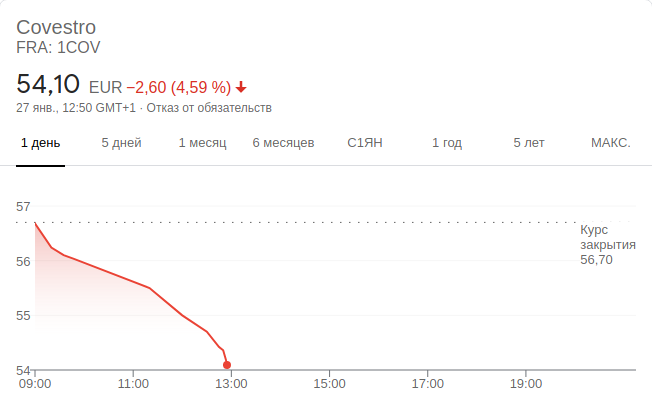 Covestro
FRA: 1COV
54,10 EUR −2,60 (4,59 %)
27 янв., 12:50 GMT+1 · Отказ от обязательств
1 день 5 дней 1 месяц 6 месяцев С1ЯН 1 год 5 лет МАКС.
57
Курс
закрытия
56,70
56
55
54
09:00 11:00 13:00 15:00 17:00 19:00